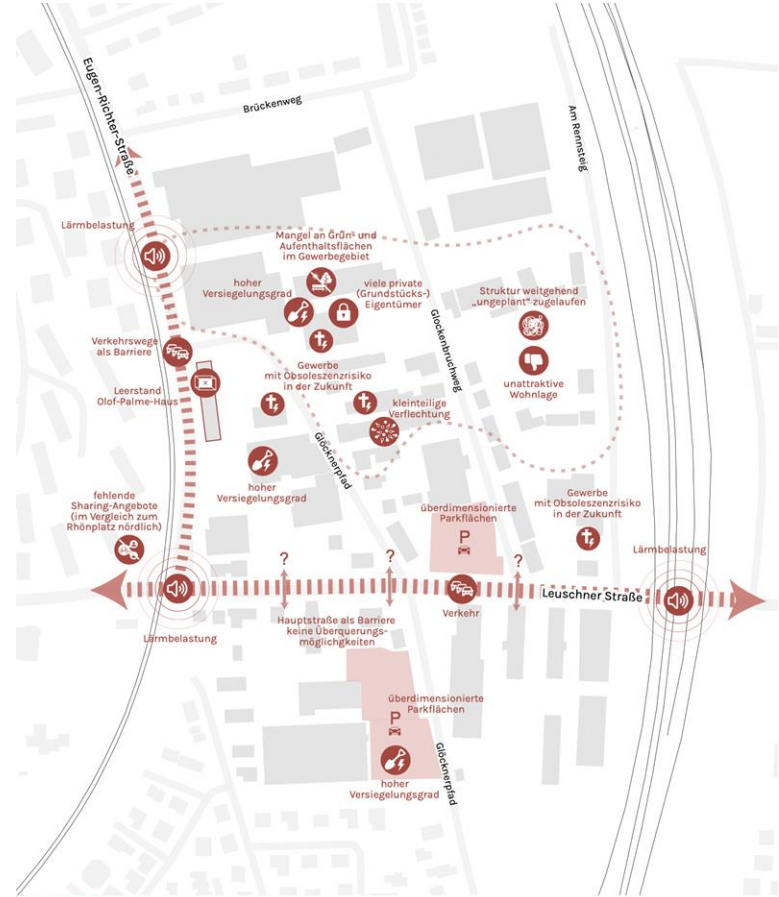 Eugen-Richter-Straße
Brückenweg
Am Rennsteig
Lärmbelastung
Mangel an Grün- und
Aufenthaltsflächen
im Gewerbegebiet
hoher
Versiegelungsgrad
viele private
(Grundstücks-)
Eigentümer
Struktur weitgehend
„ungeplant“ zugelaufen
Glockenbruchweg
Verkehrswege
als Barriere
Leerstand
Olof-Palme-Haus
Gewerbe
mit Obsoleszenzrisiko
in der Zukunft
unattraktive
Wohnlage
kleinteilige
Verflechtung
Glöcknerpfad
hoher
Versiegelungsgrad
fehlende
Sharing-Angebote
(im Vergleich zum
Rhönplatz nördlich)
überdimensionierte
Parkflächen
P
Gewerbe
mit Obsoleszenzrisiko
in der Zukunft
?
?
?
Lärmbelastung
Leuschner Straße
Lärmbelastung
Hauptstraße als Barriere
keine Überquerungs-
möglichgkeiten
Verkehr
überdimensionierte
Parkflächen
P
Glöcknerpfad
hoher
Versiegelungsgrad